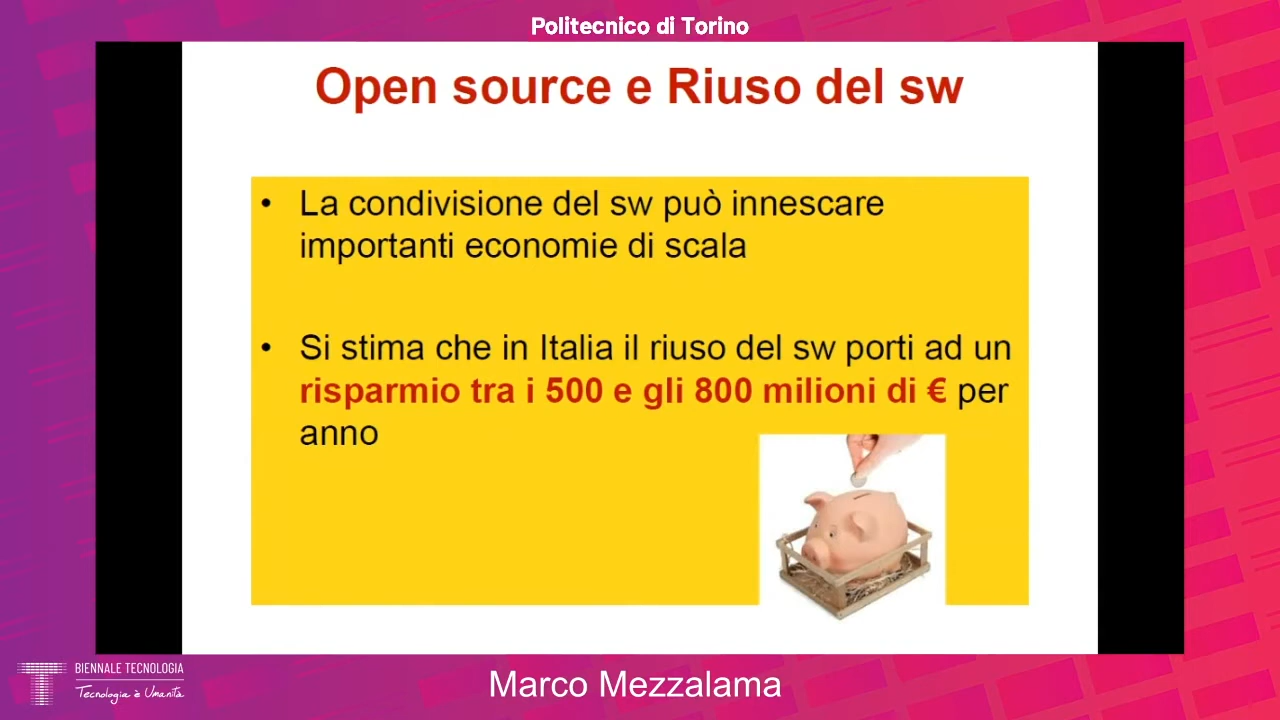 Politecnico di Torino
Open source e Riuso del sw
• La condivisione del sw può innescare
importanti economie di scala
• Si stima che in Italia il riuso del sw porti ad un
risparmio tra i 500 e gli 800 milioni di € per
anno
BIENNALE TECNOLOGIA
Tecnologia è Umanità
Marco Mezzalama